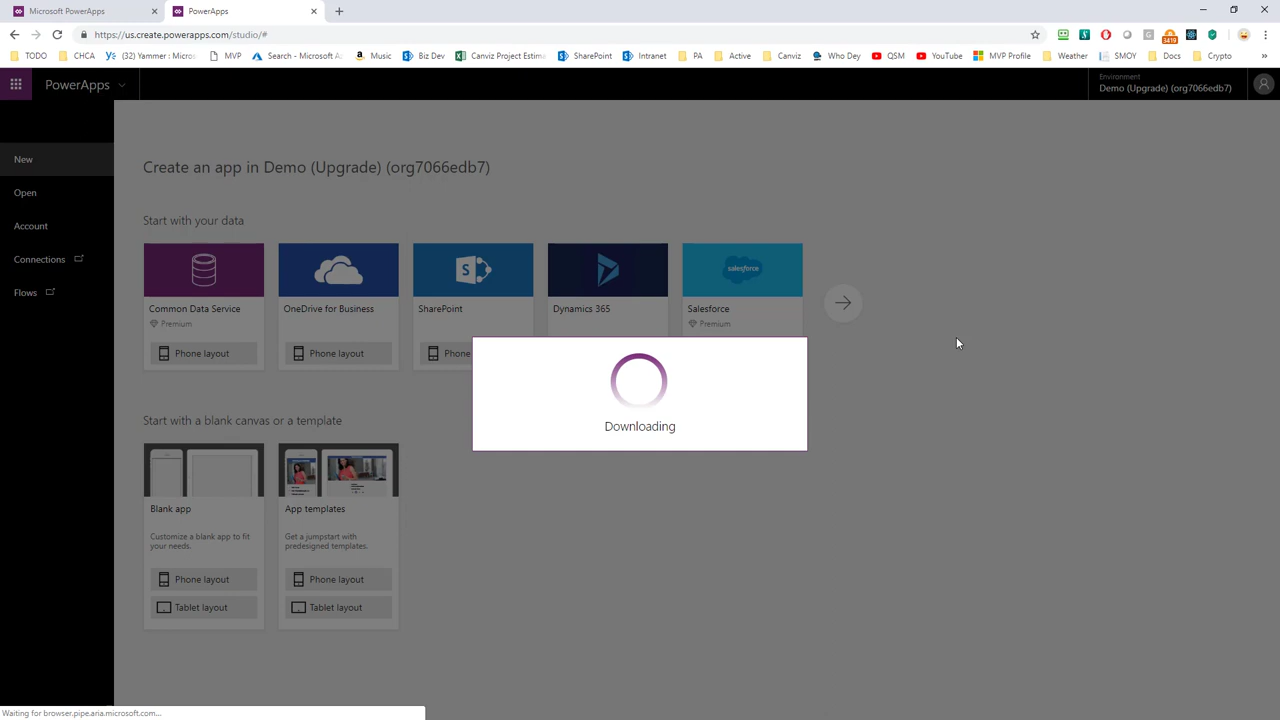 Microsoft PowerApps
PowerApps
https://us.create.powerapps.com/studio/#
TODO
CHCA
(32) Yammer : Micros
MVP
Search - Microsoft A
Music
Biz Dev
Canviz Project Estim
SharePoint
Intranet
PA
Active
Canviz
Who Dey
QSM
YouTube
MVP Profile
Weather
SMOY
Docs
Crypto
3419
PowerApps
Environment
Demo (Upgrade) (org7066edb7)
New
Open
Account
Connections
Flows
Create an app in Demo (Upgrade) (org7066edb7)
Start with your data
salesforce
Common Data Service
OneDrive for Business
SharePoint
Dynamics 365
Salesforce
Premium
Premium
Phone layout
Phone layout
Phone
Downloading
Start with a blank canvas or a template
Blank app
App templates
Customize a blank app to fit
your needs.
Get a jumpstart with
predesigned templates.
Phone layout
Phone layout
Tablet layout
Tablet layout
Waiting for browser.pipe.aria.microsoft.com...